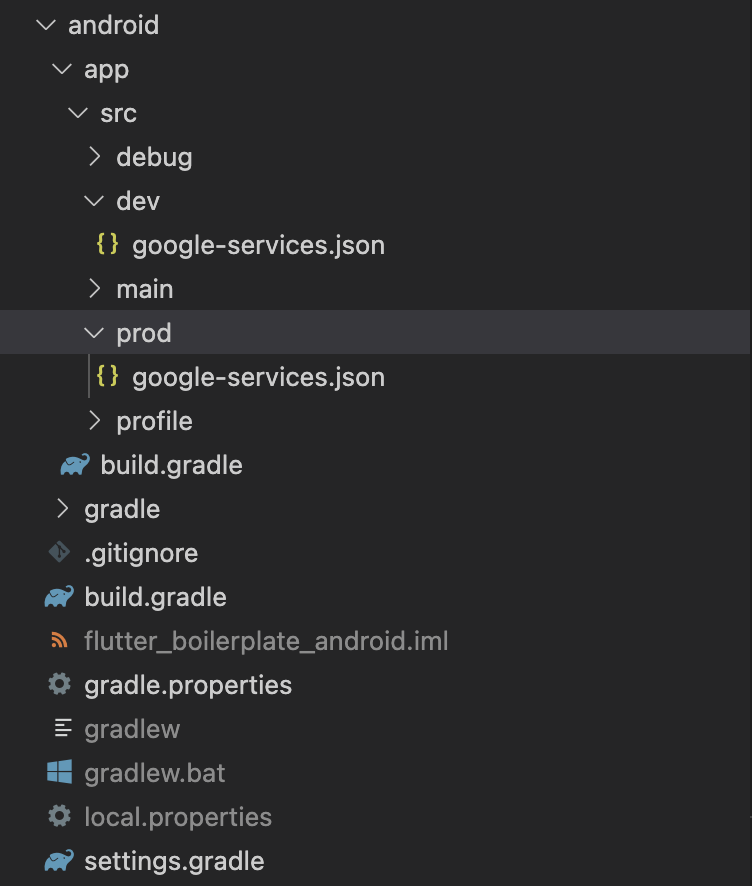 android
app
src
debug
dev
google-services.json
main
prod
google-services.json
profile
build.gradle
gradle
.gitignore
build.gradle
flutter_boilerplate_android.iml
gradle.properties
gradlew
gradlew.bat
local.properties
settings.gradle